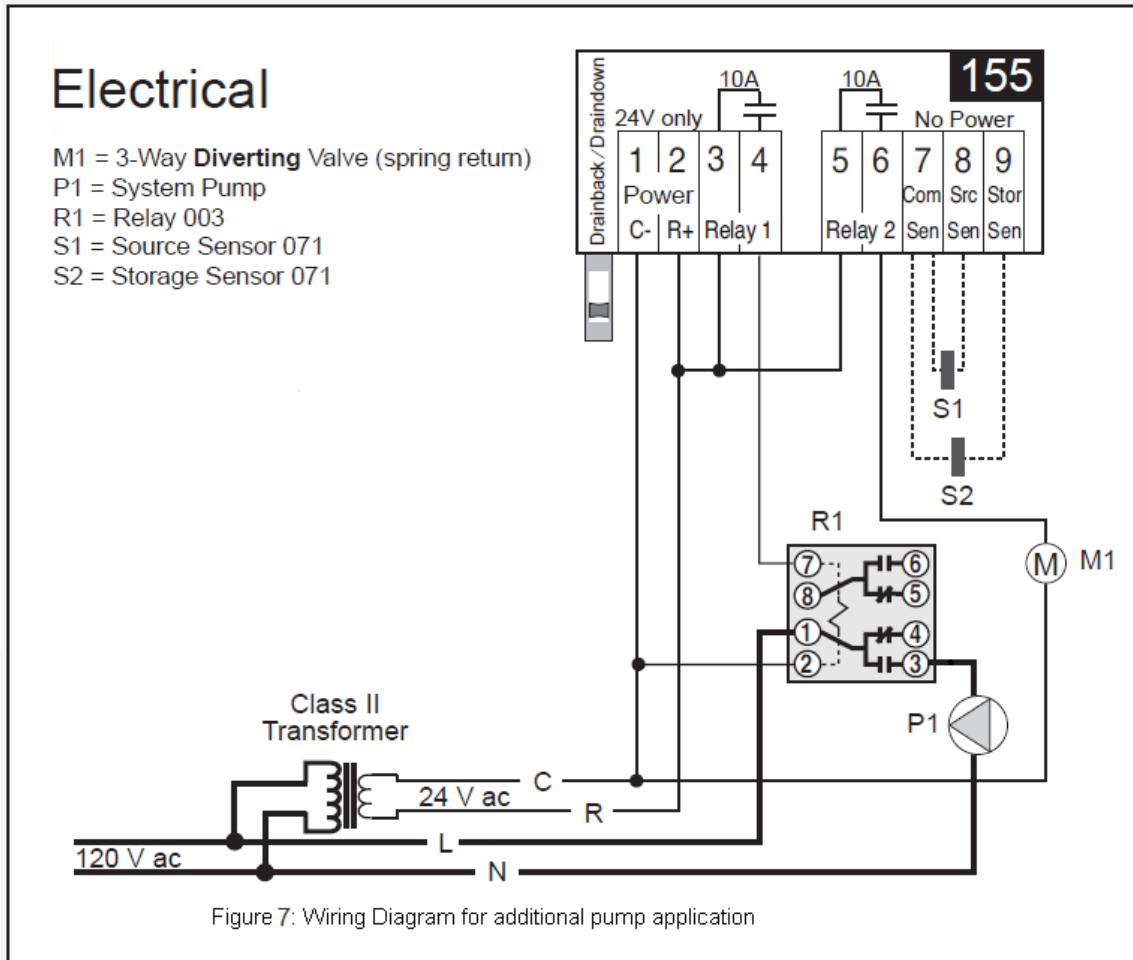 Electrical
M1 = 3-Way Diverting Valve (spring return)
P1 = System Pump
R1 = Relay 003
S1 = Source Sensor 071
S2 = Storage Sensor 071
155
Drainback/Draindown
10A 10A
24V only No Power
1 2 3 4 5 6 7 8 9
Power Com Src Stor
C- R+ Relay 1 Relay 2 Sen Sen Sen
S1
S2
R1
7 6
8 5
1 4
2 3
M M1
P1
Class II
Transformer
C
24 V ac
R
L
120 V ac
N
Figure 7: Wiring Diagram for additional pump application